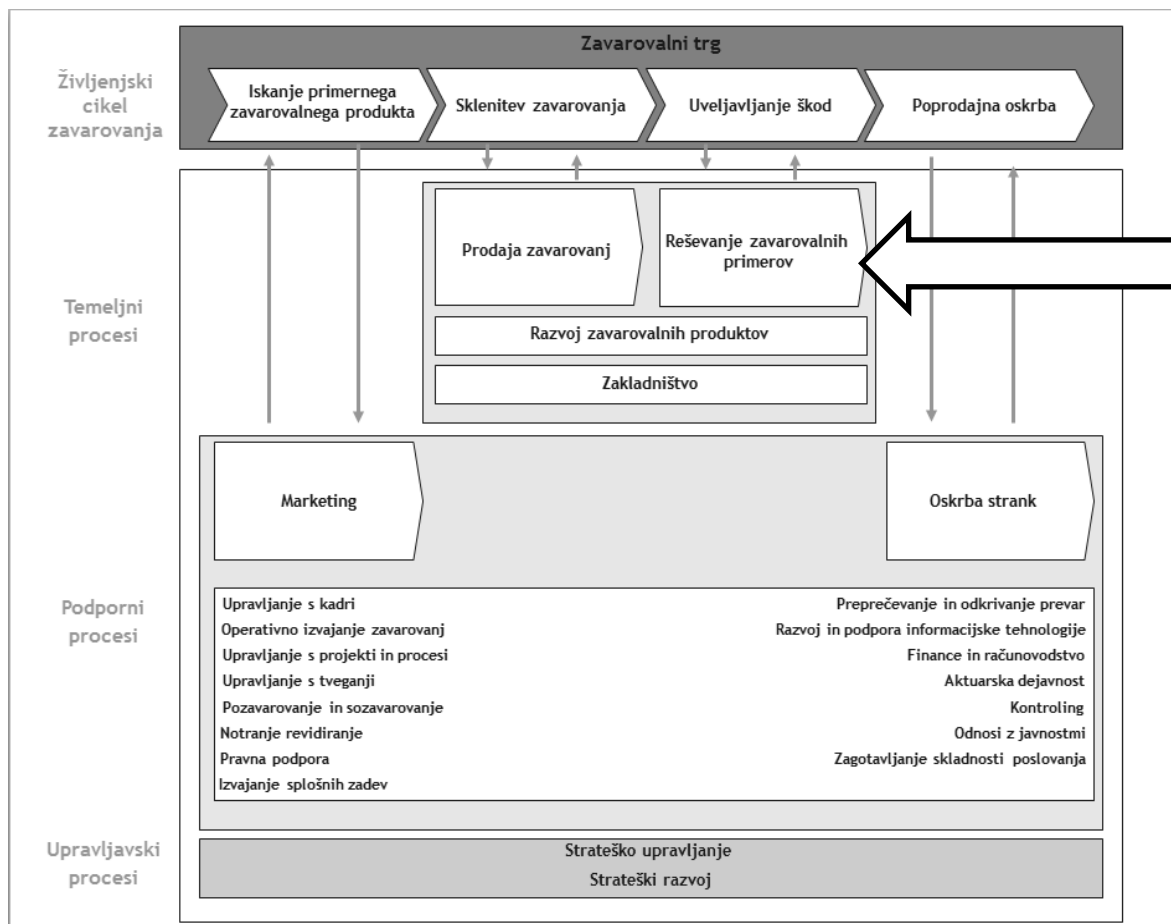 Zavarovalni trg
Življenjski
cikel
zavarovanja
Iskanje primernega
zavarovalnega produkta
Sklenitev zavarovanja
Uveljavljanje škod
Poprodajna oskrba
Temeljni
procesi
Prodaja zavarovanj
Reševanje zavarovalnih
primerov
Razvoj zavarovalnih produktov
Zakladništvo
Podporni
procesi
Marketing
Oskrba strank
Upravljanje s kadri
Operativno izvajanje zavarovanj
Upravljanje s projekti in procesi
Upravljanje s tveganji
Pozavarovanje in sozavarovanje
Notranje revidiranje
Pravna podpora
Izvajanje splošnih zadev
Preprečevanje in odkrivanje prevar
Razvoj in podpora informacijske tehnologije
Finance in računovodstvo
Aktuarska dejavnost
Kontroling
Odnosi z javnostmi
Zagotavljanje skladnosti poslovanja
Upravljavski
procesi
Strateško upravljanje
Strateški razvoj